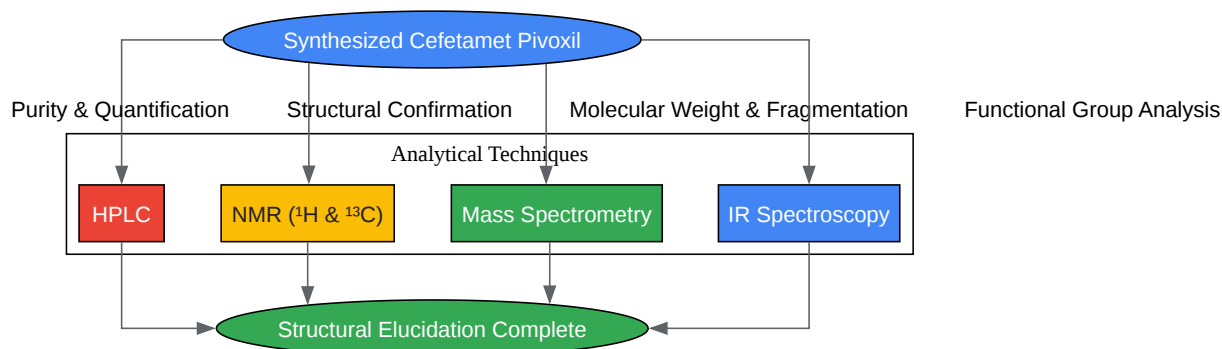 Synthesized Cefetamet Pivoxil
Purity & Quantification
Structural Confirmation
Molecular Weight & Fragmentation
Functional Group Analysis
Analytical Techniques
HPLC
NMR (¹H & ¹³C)
Mass Spectrometry
IR Spectroscopy
Structural Elucidation Complete